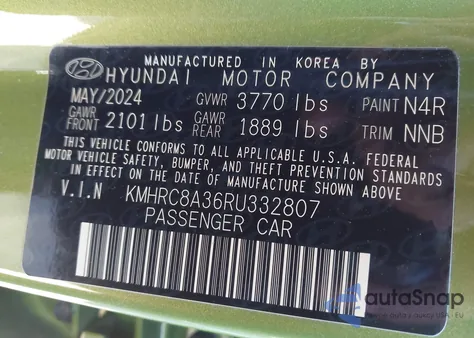 MANUFACTURED IN KOREA BY
HYUNDAI MOTOR COMPANY
MAY/2024 GVWR 3770 lbs PAINT N4R
GAWR FRONT 2101 lbs GAWR REAR 1889 lbs TRIM NNB
THIS VEHICLE CONFORMS TO ALL APPLICABLE U.S.A. FEDERAL
MOTOR VEHICLE SAFETY, BUMPER, AND THEFT PREVENTION STANDARDS
IN EFFECT ON THE DATE OF MANUFACTURE SHOWN ABOVE.
V.I.N KMHRC8A36RU332807
PASSENGER CAR
autoSnap